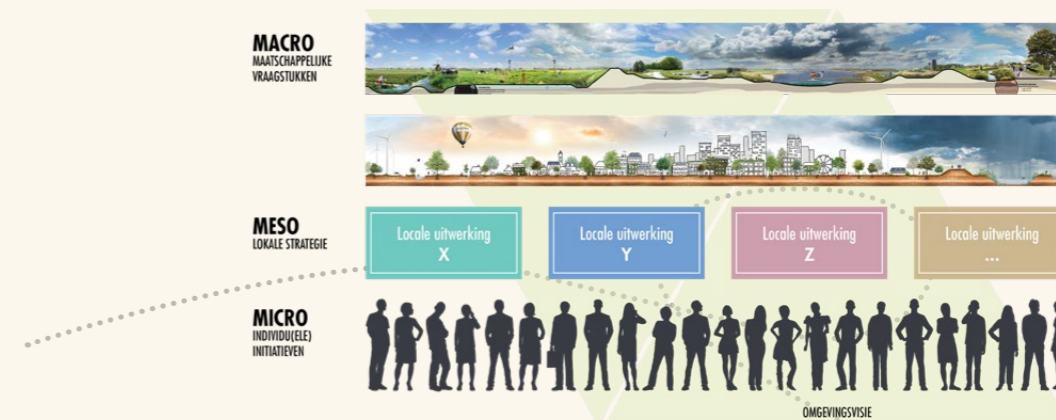 MACRO
MAATSCHAPPELIJKE
VRAAGSTUKKEN
MESO
LOKALE STRATEGIE
Locale uitwerking
X
Locale uitwerking
Y
Locale uitwerking
Z
Locale uitwerking
...
MICRO
INDIVIDU(ELE)
INITIATIEVEN
OMGEVINGSVISIE